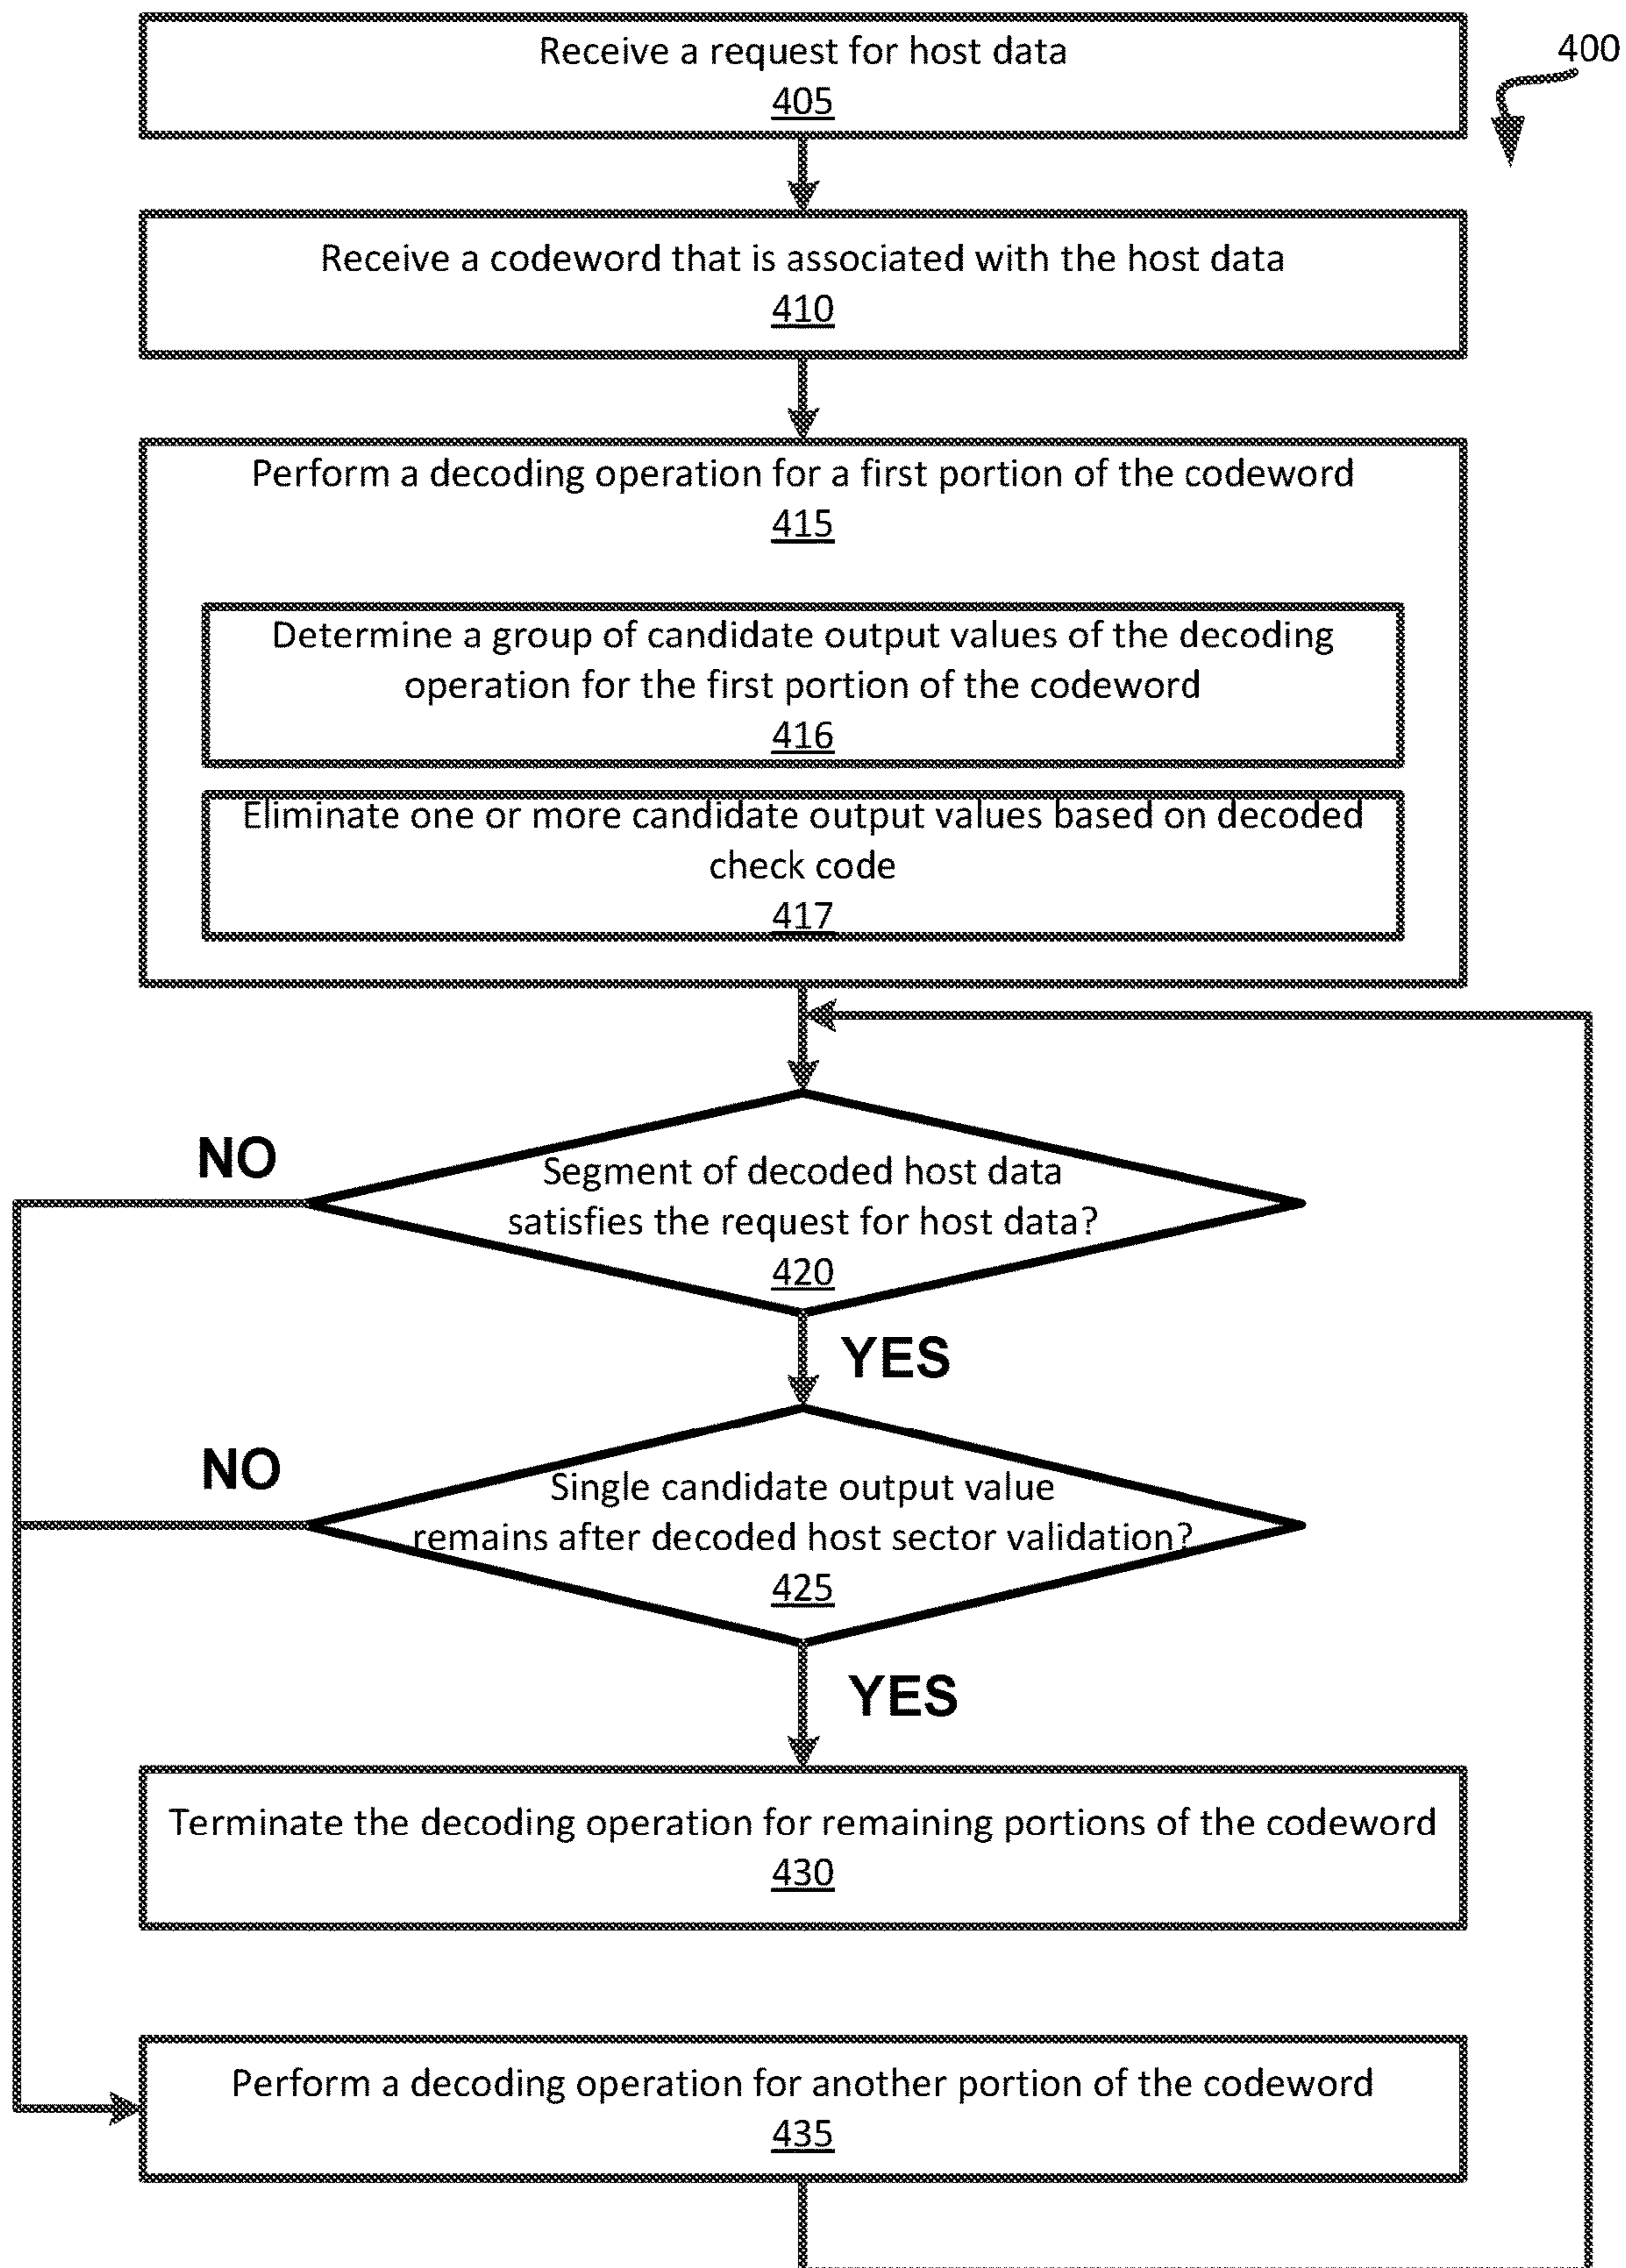 400
Receive a request for host data
405
Receive a codeword that is associated with the host data
410
Perform a decoding operation for a first portion of the codeword
415
Determine a group of candidate output values of the decoding
operation for the first portion of the codeword
416
Eliminate one or more candidate output values based on decoded
check code
417
NO
Segment of decoded host data
satisfies the request for host data?
420
YES
NO
Single candidate output value
remains after decoded host sector validation?
425
YES
Terminate the decoding operation for remaining portions of the codeword
430
Perform a decoding operation for another portion of the codeword
435